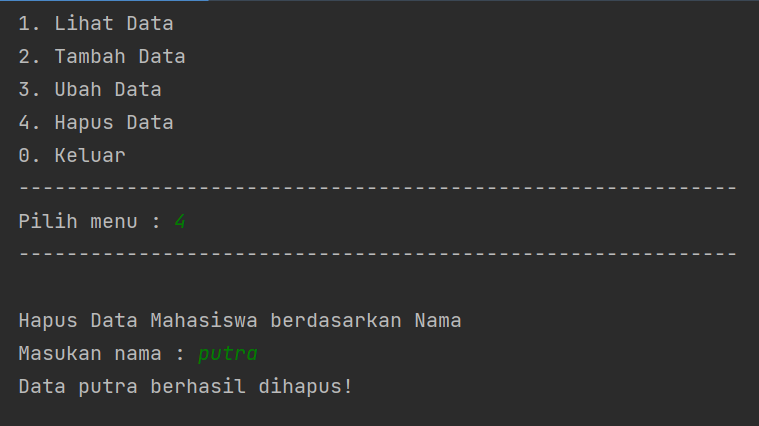 1. Lihat Data
2. Tambah Data
3. Ubah Data
4. Hapus Data
0. Keluar
------------------------------------------------------------
Pilih menu : 4
------------------------------------------------------------
Hapus Data Mahasiswa berdasarkan Nama
Masukan nama : putra
Data putra berhasil dihapus!